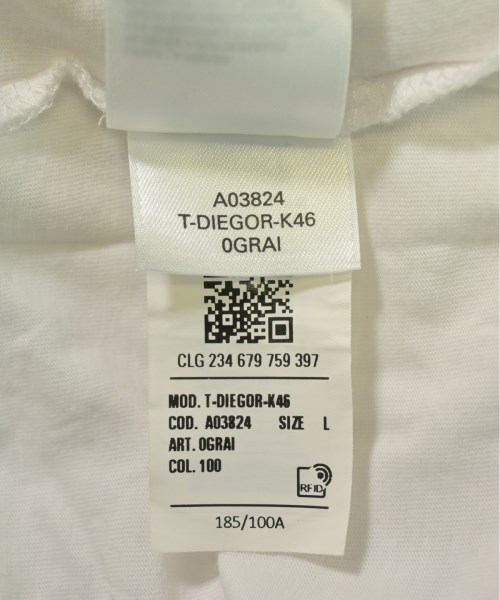 A03824
T-DIEGOR-K46
0GRAI
CLG 234 679 759 397
MOD. T-DIEGOR-K46
COD. A03824 SIZE L
ART. 0GRAI
COL. 100
RFID
185/100A